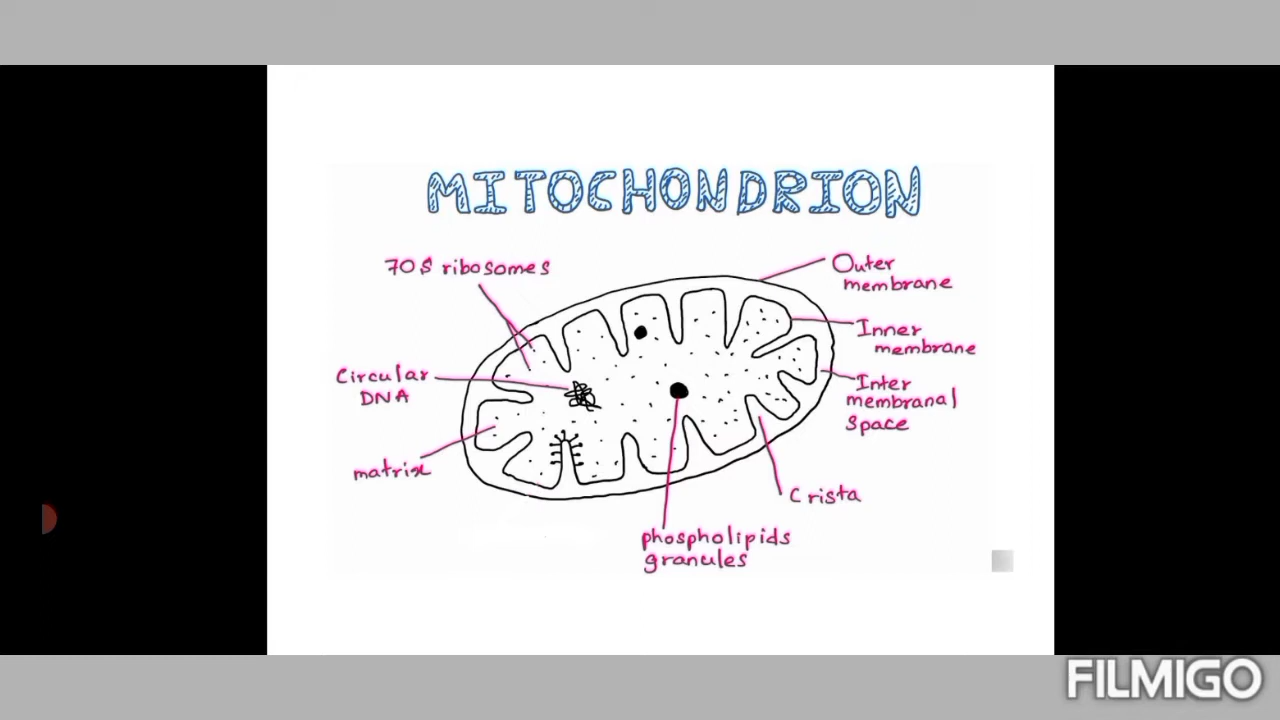 MITOCHONDRION
70S ribosomes
Outer
membrane
Inner
membrane
Circular
DNA
Inter
membranal
Space
matrix
Crista
phospholipids
granules
FILMIGO